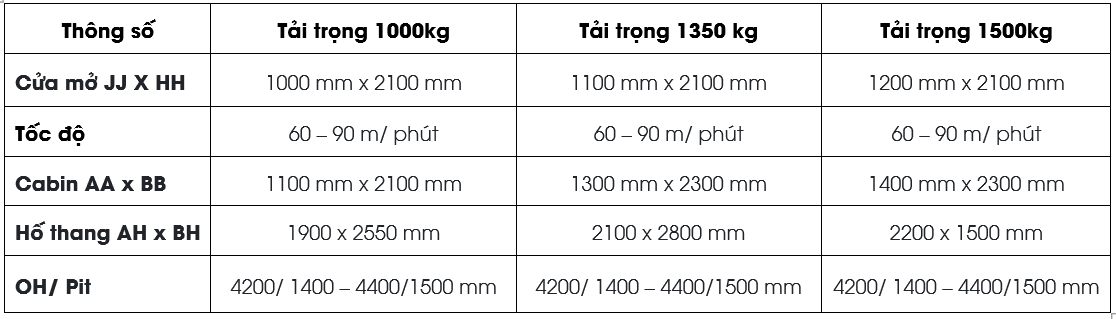 Thông số Tải trọng 1000kg Tải trọng 1350 kg Tải trọng 1500kg
Cửa mở JJ X HH 1000 mm x 2100 mm 1100 mm x 2100 mm 1200 mm x 2100 mm
Tốc độ 60 – 90 m/ phút 60 – 90 m/ phút 60 – 90 m/ phút
Cabin AA x BB 1100 mm x 2100 mm 1300 mm x 2300 mm 1400 mm x 2300 mm
Hố thang AH x BH 1900 x 2550 mm 2100 x 2800 mm 2200 x 1500 mm
OH/ Pit 4200/ 1400 – 4400/1500 mm 4200/ 1400 – 4400/1500 mm 4200/ 1400 – 4400/1500 mm